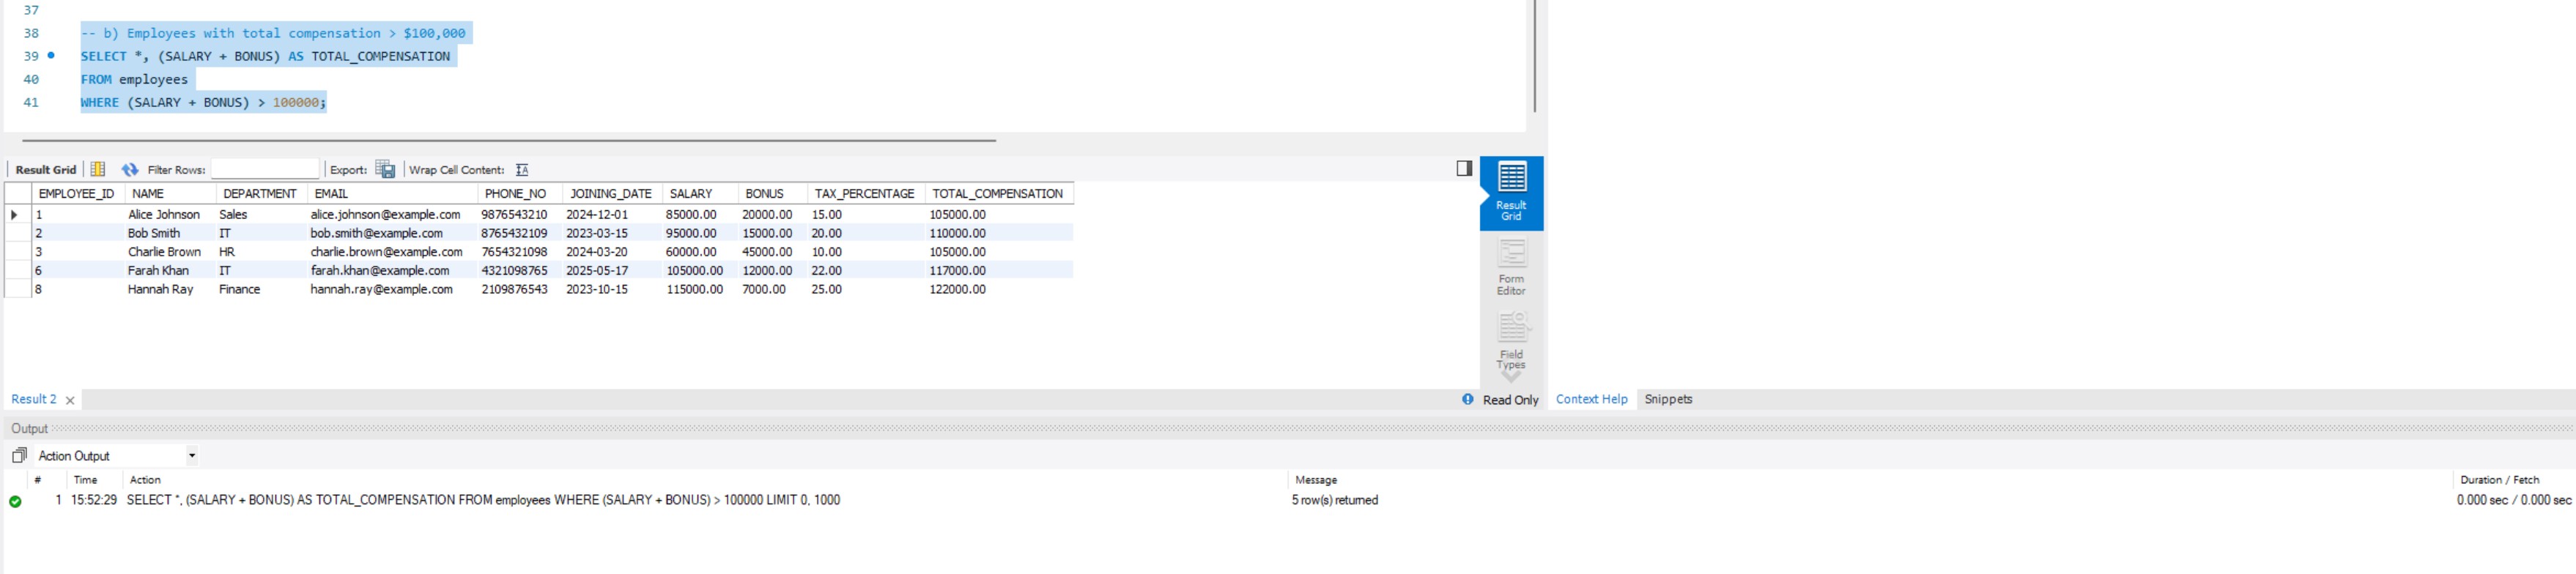 37
38 -- b) Employees with total compensation > $100,000
39 SELECT *, (SALARY + BONUS) AS TOTAL_COMPENSATION
40 FROM employees
41 WHERE (SALARY + BONUS) > 100000;
Result Grid Filter Rows: Export: Wrap Cell Content:
EMPLOYEE_ID NAME DEPARTMENT EMAIL PHONE_NO JOINING_DATE SALARY BONUS TAX_PERCENTAGE TOTAL_COMPENSATION
1 Alice Johnson Sales alice.johnson@example.com 9876543210 2024-12-01 85000.00 20000.00 15.00 105000.00
2 Bob Smith IT bob.smith@example.com 8765432109 2023-03-15 95000.00 15000.00 20.00 110000.00
3 Charlie Brown HR charlie.brown@example.com 7654321098 2024-03-20 60000.00 45000.00 10.00 105000.00
6 Farah Khan IT farah.khan@example.com 4321098765 2025-05-17 105000.00 12000.00 22.00 117000.00
8 Hannah Ray Finance hannah.ray@example.com 2109876543 2023-10-15 115000.00 7000.00 25.00 122000.00
Result
Grid
Form
Editor
Field
Types
Result 2 Read Only Context Help Snippets
Output
Action Output
# Time Action Message Duration / Fetch
1 15:52:29 SELECT *, (SALARY + BONUS) AS TOTAL_COMPENSATION FROM employees WHERE (SALARY + BONUS) > 100000 LIMIT 0, 1000 5 row(s) returned 0.000 sec / 0.000 sec